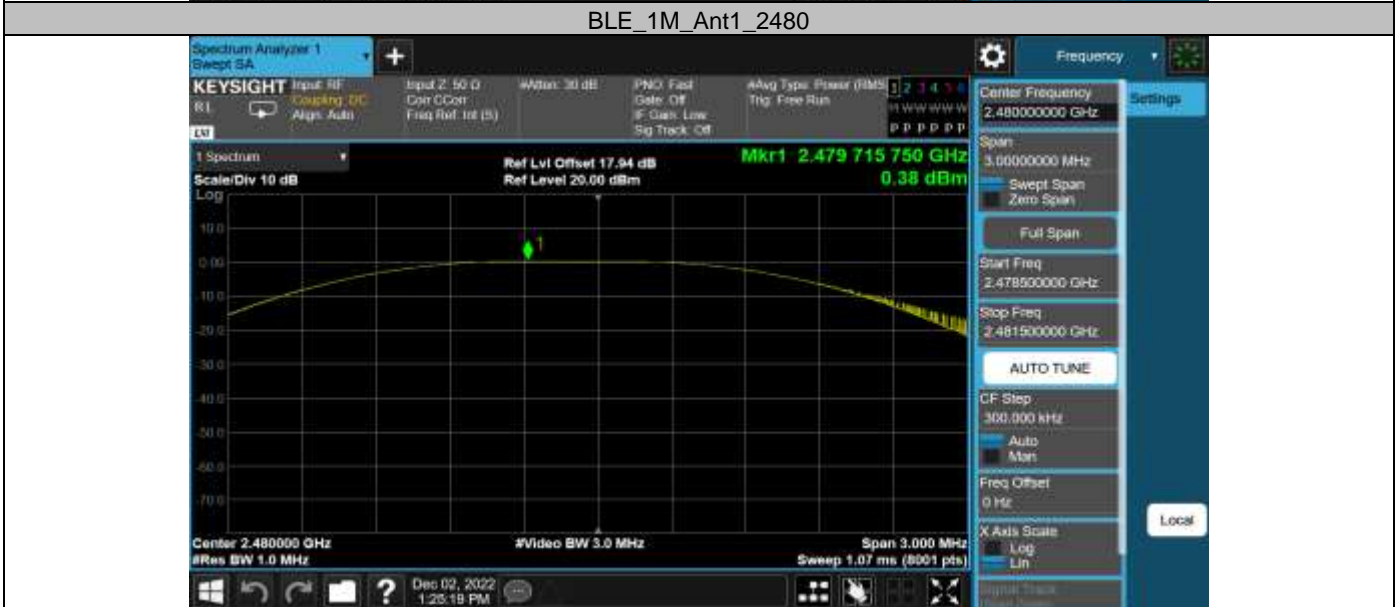 BLE_1M_Ant1_2480
Spectrum Analyzer 1
Swept SA
+
Frequency
KEYSIGHT
RL
Input: RF
Coupling: DC
Align: Auto
Input Z: 50 Ω
Corr CCorr
Freq Ref: Int (S)
#Atten: 30 dB
PNO: Fast
Gate: Off
IF Gain: Low
Sig Track: Off
#Avg Type: Power (RMS
Trig: Free Run
1 2 3 4 5 6
M W W W W W
P P P P P P
LXI
1 Spectrum
Scale/Div 10 dB
Ref Lvl Offset 17.94 dB
Ref Level 20.00 dBm
Mkr1 2.479 715 750 GHz
0.38 dBm
Log
10.0
0.00
-10.0
-20.0
-30.0
-40.0
-50.0
-60.0
-70.0
1
Center 2.480000 GHz
#Res BW 1.0 MHz
#Video BW 3.0 MHz
Span 3.000 MHz
Sweep 1.07 ms (8001 pts)
Center Frequency
2.480000000 GHz
Settings
Span
3.00000000 MHz
Swept Span
Zero Span
Full Span
Start Freq
2.478500000 GHz
Stop Freq
2.481500000 GHz
AUTO TUNE
CF Step
300.000 kHz
Auto
Man
Freq Offset
0 Hz
X Axis Scale
Log
Lin
Signal Track
Local
?
Dec 02, 2022
1:25:19 PM